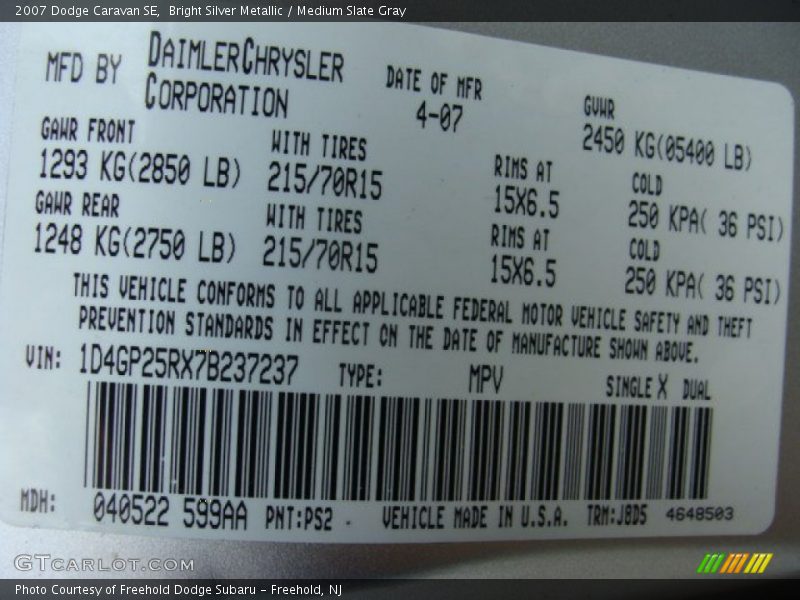 2007 Dodge Caravan SE,  Bright Silver Metallic / Medium Slate Gray
MFD BY DAIMLERCHRYSLER CORPORATION
DATE OF MFR 4-07
GVWR 2450 KG(05400 LB)
GAWR FRONT WITH TIRES RIMS AT COLD
1293 KG(2850 LB) 215/70R15 15X6.5 250 KPA( 36 PSI)
GAWR REAR WITH TIRES RIMS AT COLD
1248 KG(2750 LB) 215/70R15 15X6.5 250 KPA( 36 PSI)
THIS VEHICLE CONFORMS TO ALL APPLICABLE FEDERAL MOTOR VEHICLE SAFETY AND THEFT
PREVENTION STANDARDS IN EFFECT ON THE DATE OF MANUFACTURE SHOWN ABOVE.
VIN: 1D4GP25RX7B237237 TYPE: MPV SINGLE X DUAL
MDH: 040522 599AA PNT:PS2 . VEHICLE MADE IN U.S.A. TRM:J8D5 4648503
GTCarLot.com
Photo Courtesy of Freehold Dodge Subaru – Freehold, NJ